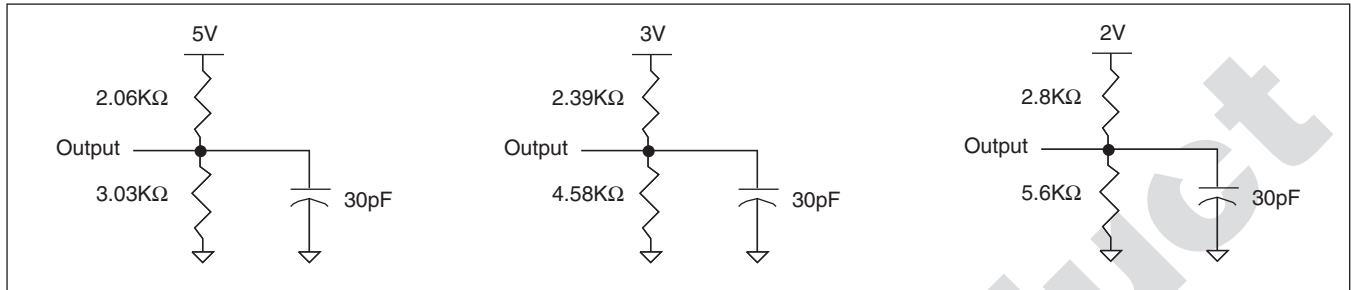 5V
2.06KΩ
Output
3.03KΩ
30pF
3V
2.39KΩ
Output
4.58KΩ
30pF
2V
2.8KΩ
Output
5.6KΩ
30pF